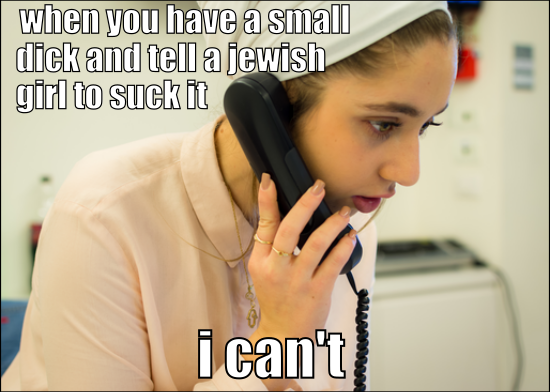 when you have a small
dick and tell a jewish
girl to suck it
i can't